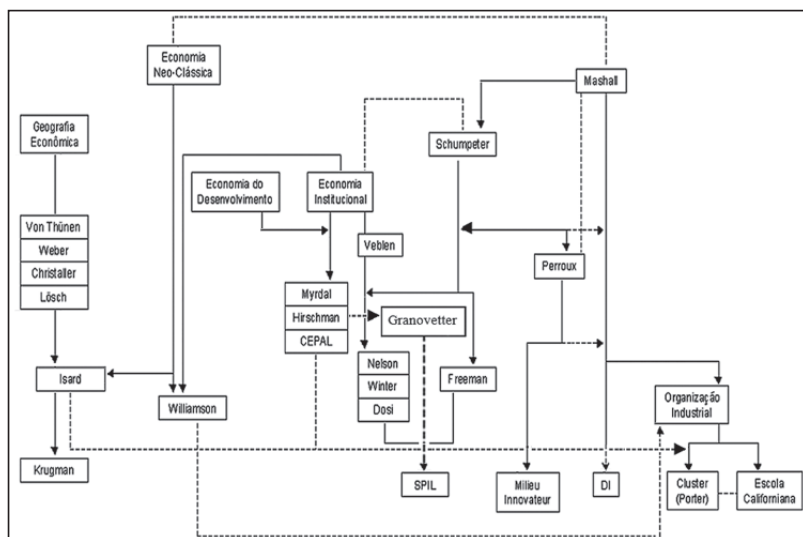 Economia
Neo-Clássica
Mashall
Geografia
Econômica
Schumpeter
Economia do
Desenvolvimento
Economia
Institucional
Von Thünen
Weber
Christaller
Lösch
Veblen
Perroux
Myrdal
Hirschman
CEPAL
Granovetter
Nelson
Winter
Dosi
Freeman
Isard
Williamson
Organização
Industrial
Krugman
SPIL
Milieu
Innovateur
DI
Cluster
(Porter)
Escola
Californiana